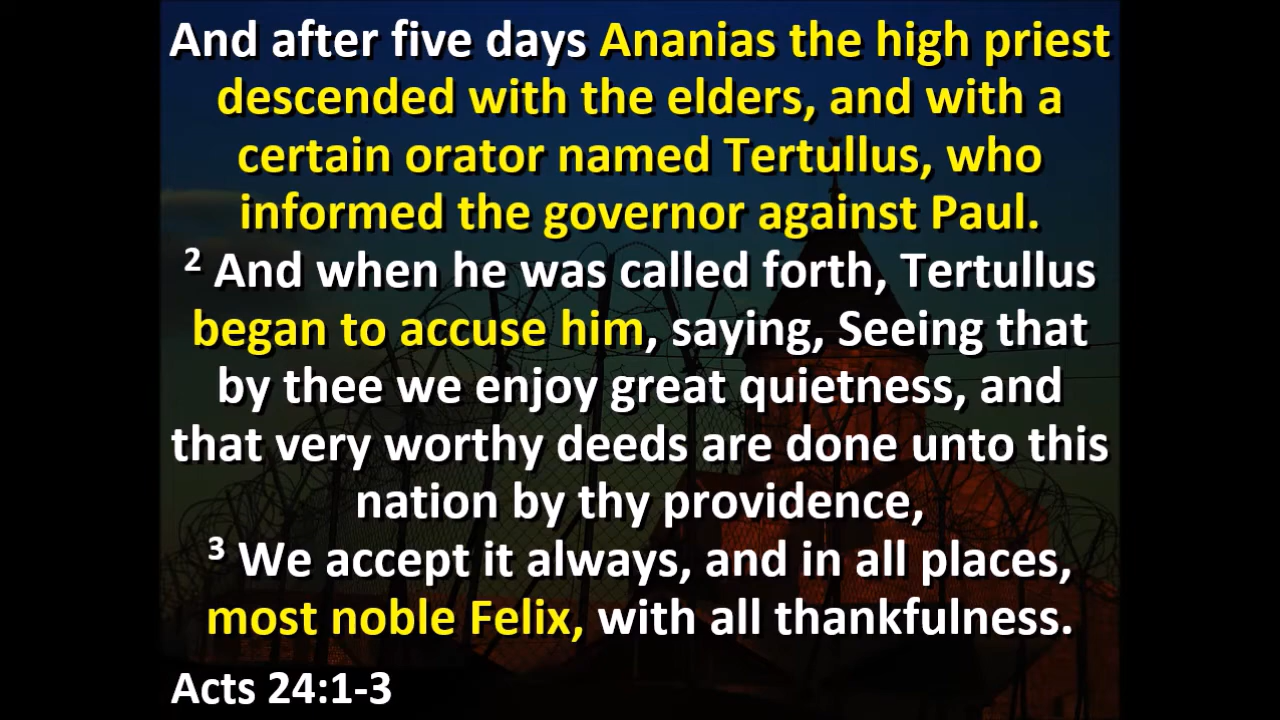 And after five days Ananias the high priest
descended with the elders, and with a
certain orator named Tertullus, who
informed the governor against Paul.
2 And when he was called forth, Tertullus
began to accuse him, saying, Seeing that
by thee we enjoy great quietness, and
that very worthy deeds are done unto this
nation by thy providence,
3 We accept it always, and in all places,
most noble Felix, with all thankfulness.
Acts 24:1-3